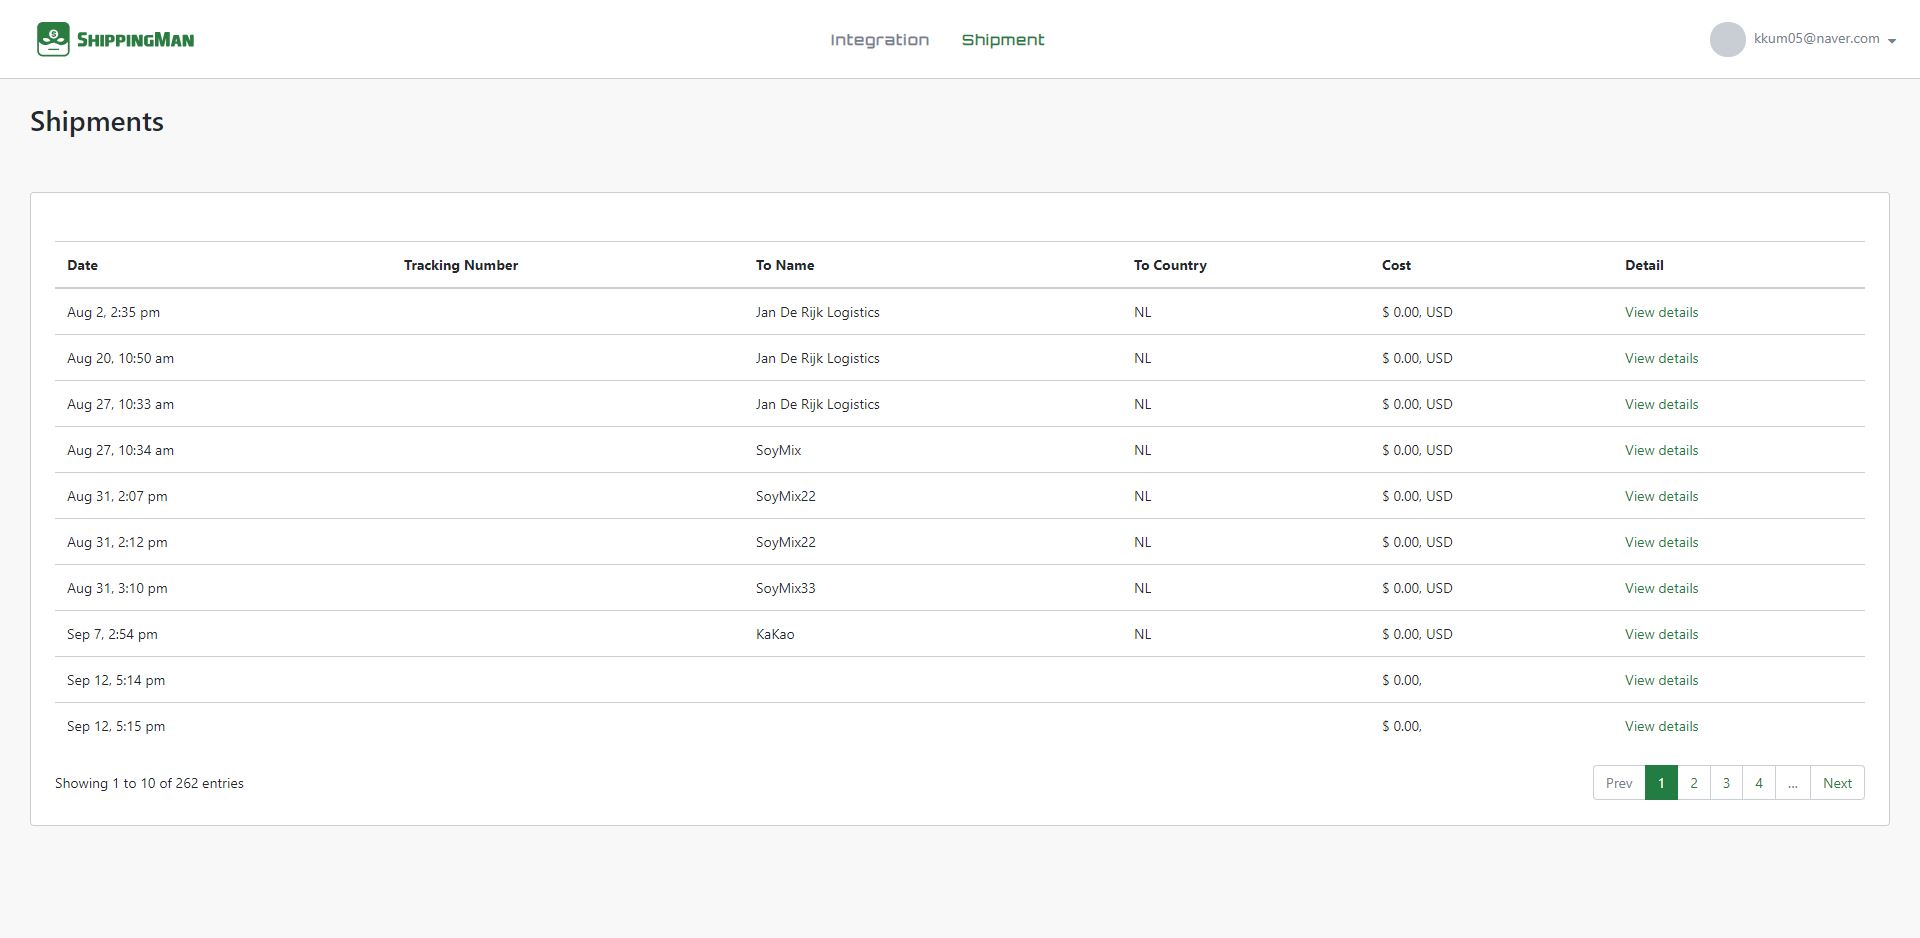 ShippingMan
Integration Shipment
kkum05@naver.com
Shipments
Date Tracking Number To Name To Country Cost Detail
Aug 2, 2:35 pm Jan De Rijk Logistics NL $ 0.00, USD View details
Aug 20, 10:50 am Jan De Rijk Logistics NL $ 0.00, USD View details
Aug 27, 10:33 am Jan De Rijk Logistics NL $ 0.00, USD View details
Aug 27, 10:34 am SoyMix NL $ 0.00, USD View details
Aug 31, 2:07 pm SoyMix22 NL $ 0.00, USD View details
Aug 31, 2:12 pm SoyMix22 NL $ 0.00, USD View details
Aug 31, 3:10 pm SoyMix33 NL $ 0.00, USD View details
Sep 7, 2:54 pm KaKao NL $ 0.00, USD View details
Sep 12, 5:14 pm $ 0.00, View details
Sep 12, 5:15 pm $ 0.00, View details
Showing 1 to 10 of 262 entries Prev 1 2 3 4 ... Next